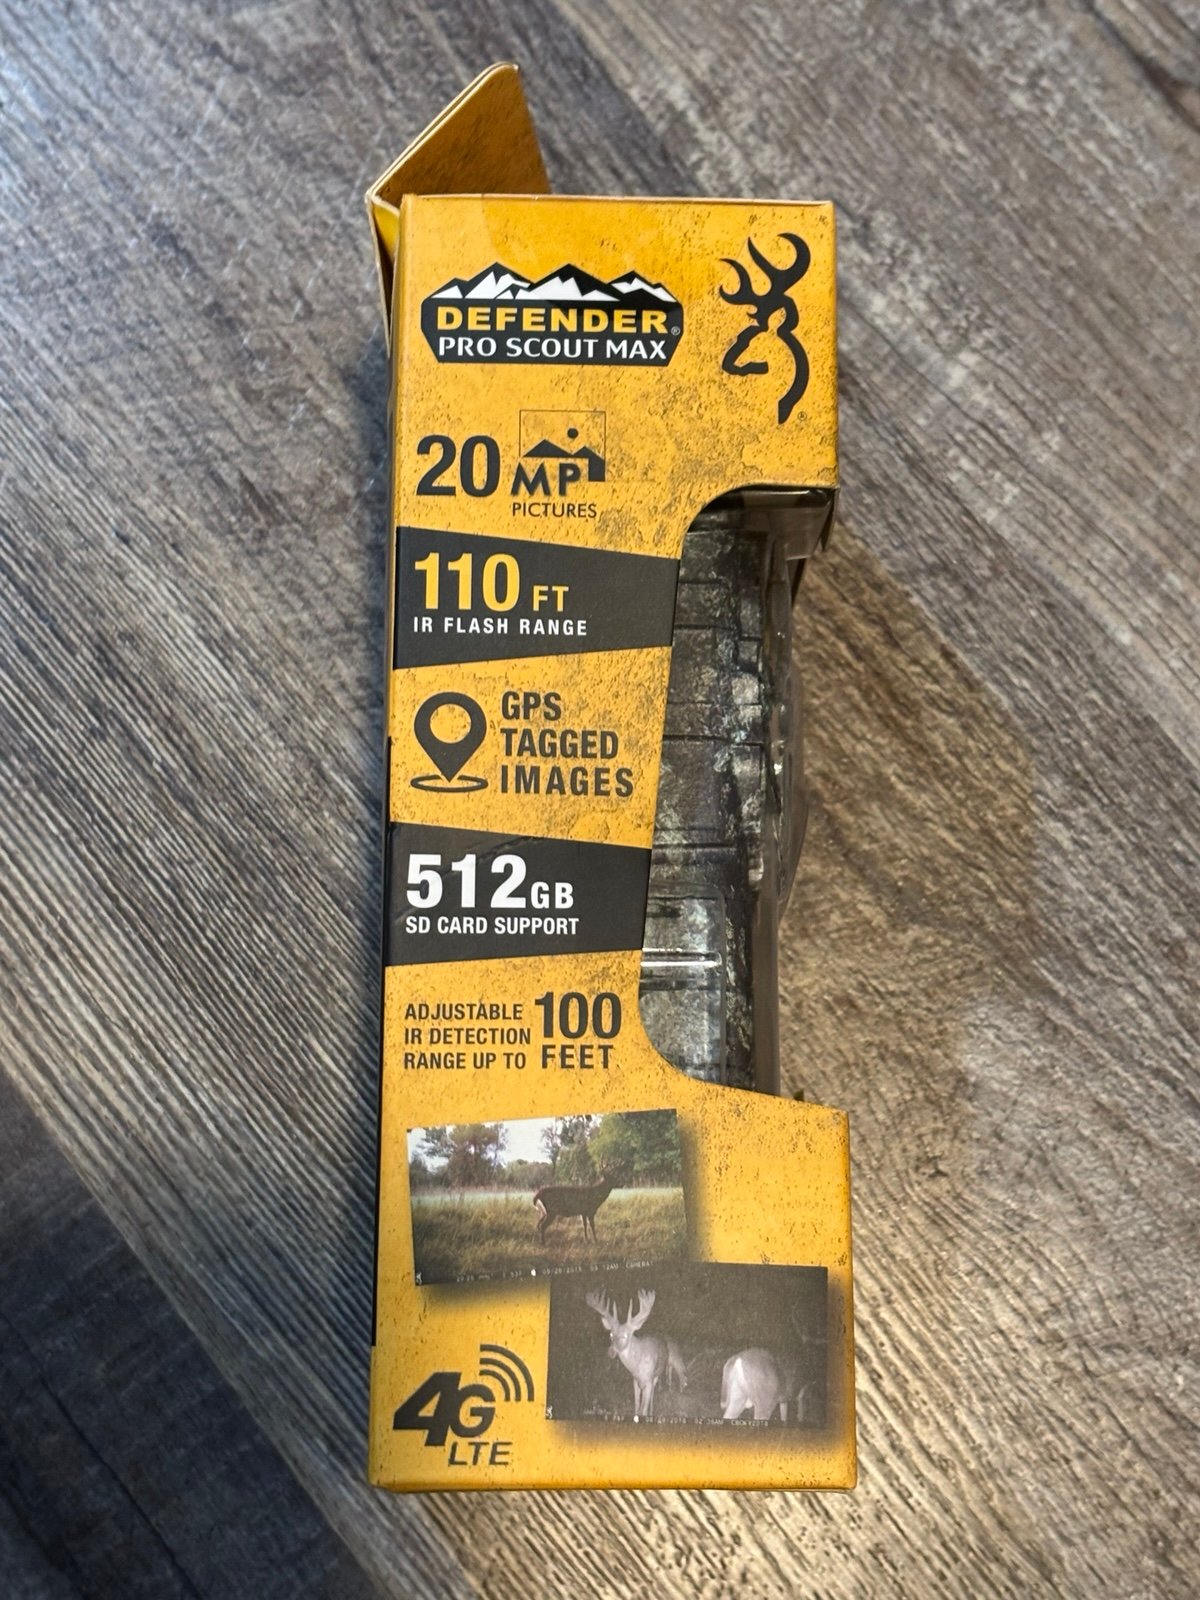 DEFENDER®
PRO SCOUT MAX
®
20 MP
PICTURES
110 FT
IR FLASH RANGE
GPS
TAGGED
IMAGES
512GB
SD CARD SUPPORT
ADJUSTABLE
IR DETECTION
RANGE UP TO
100
FEET
4G
LTE